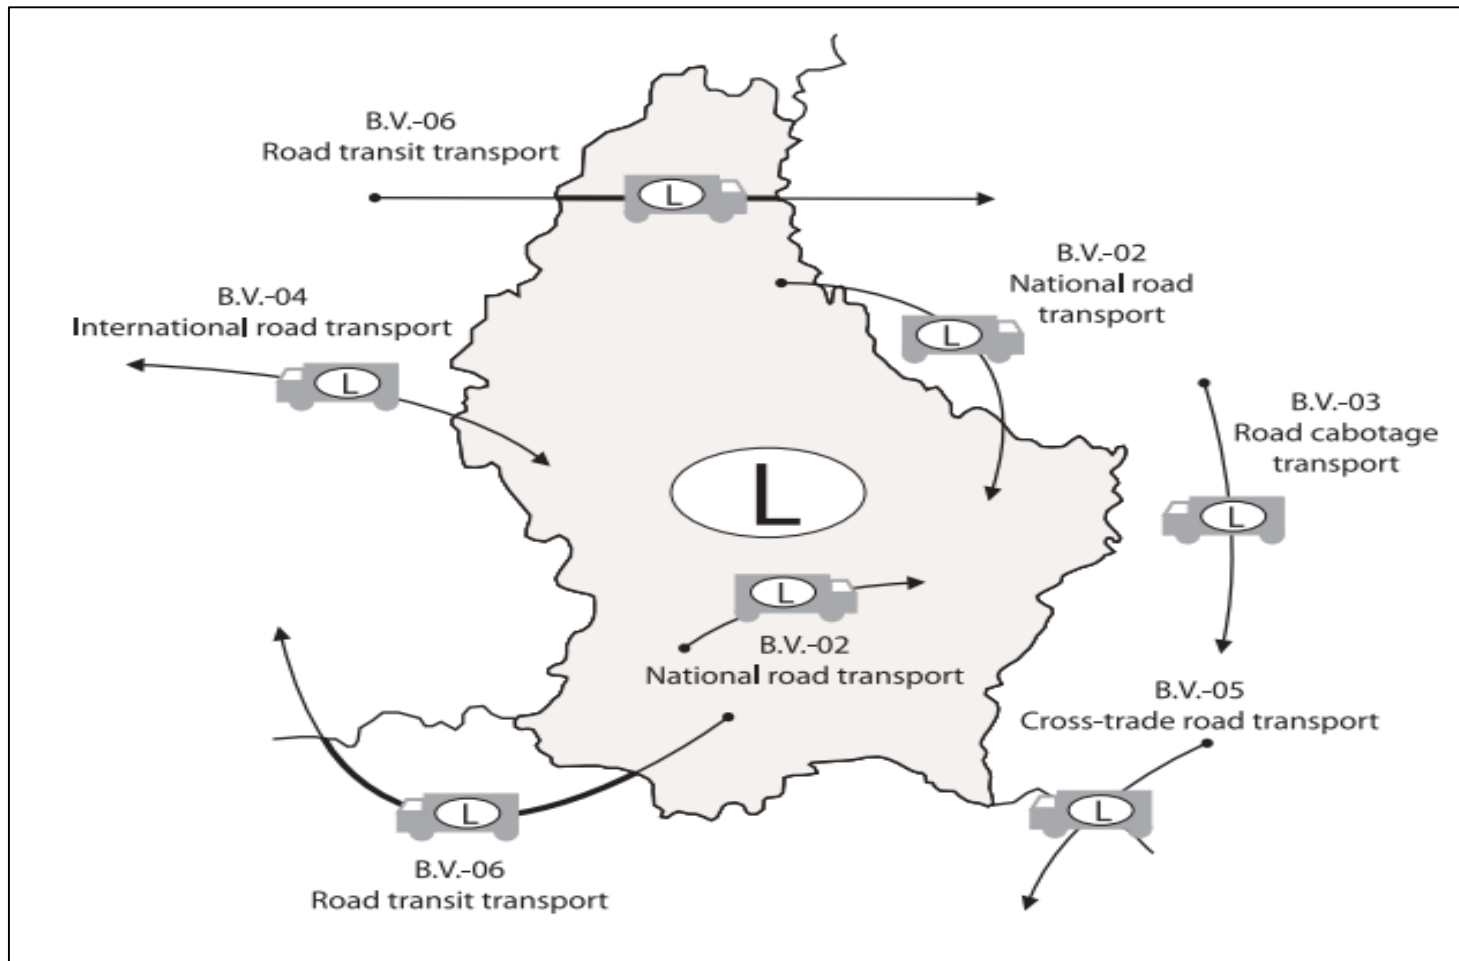 B.V.-06
Road transit transport
L
B.V.-02
National road
transport
L
B.V.-04
International road transport
L
B.V.-03
Road cabotage
transport
L
L
L
B.V.-02
National road transport
B.V.-05
Cross-trade road transport
L
L
B.V.-06
Road transit transport